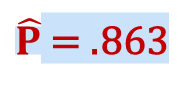 P̂ = .863